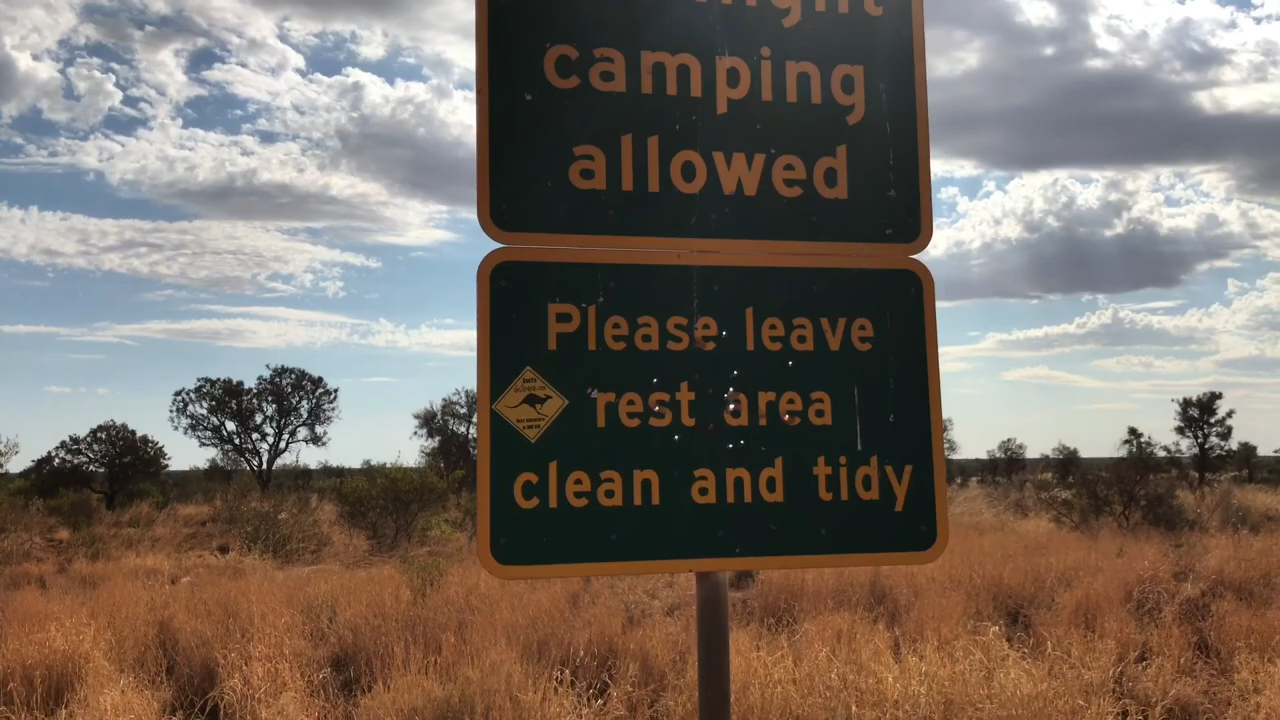 camping
allowed
Please leave
rest area
clean and tidy